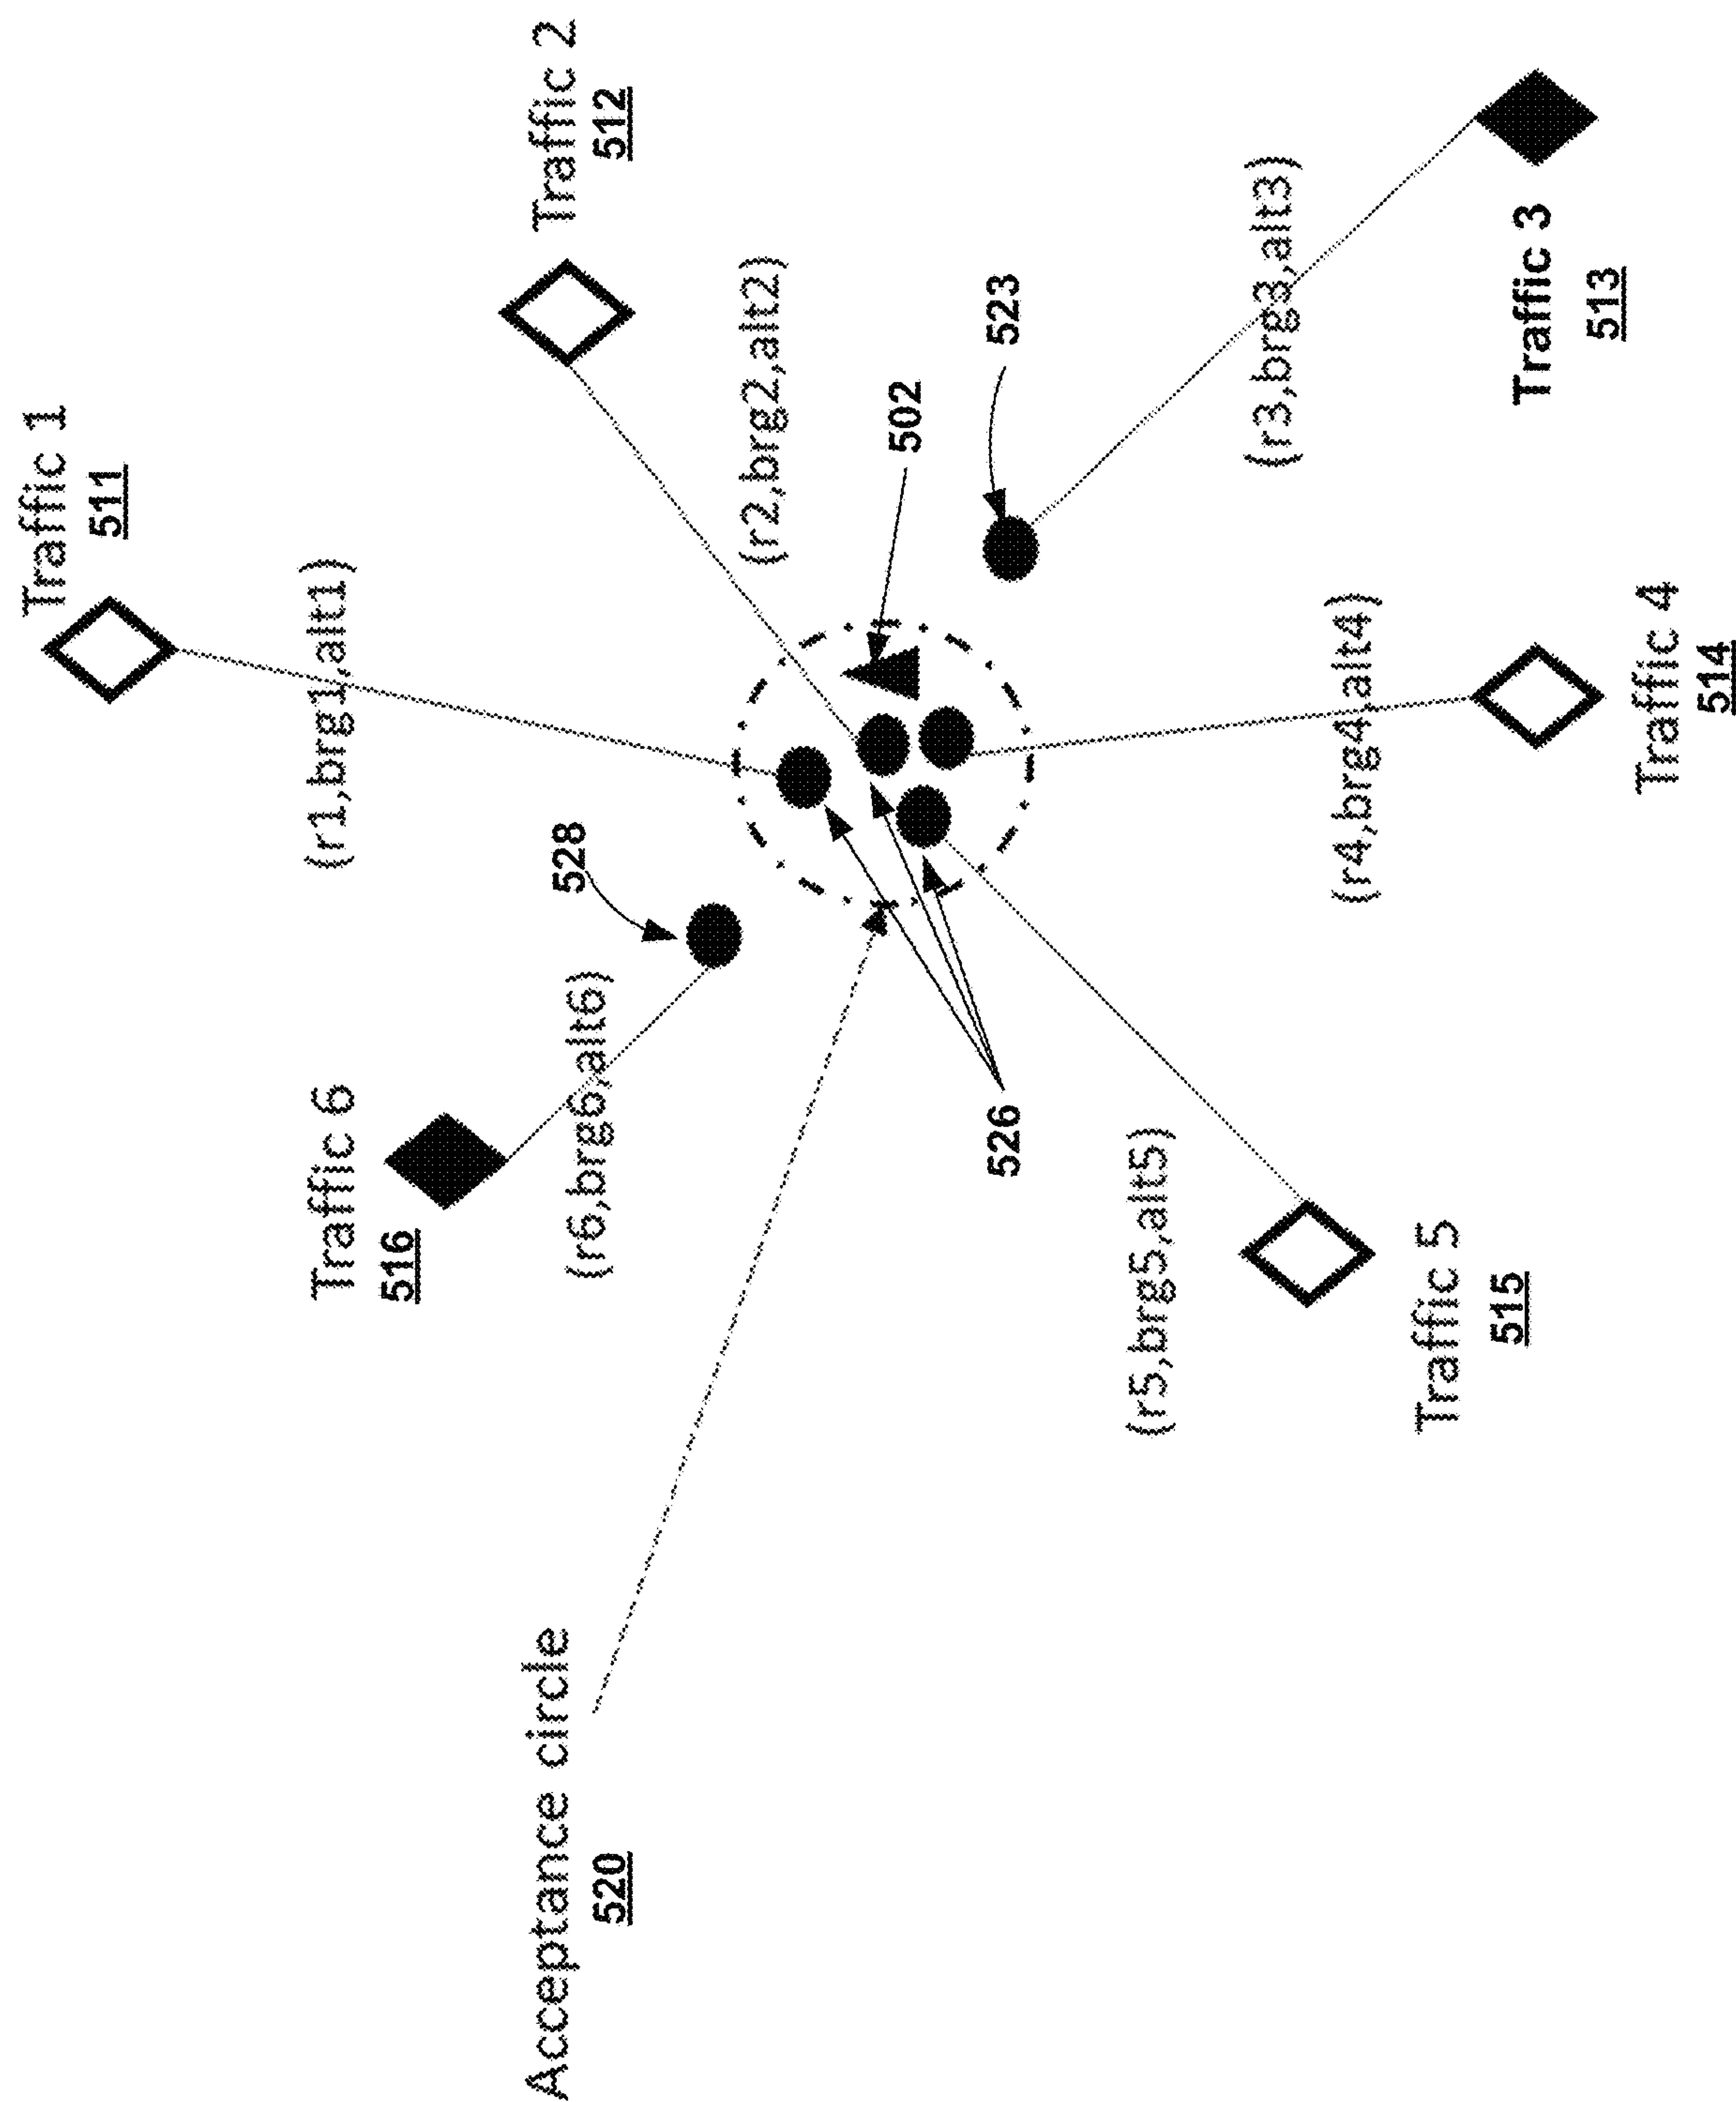 Traffic 1
511
(r1,brg1,alt1)
Traffic 2
512
(r2,brg2,alt2)
Traffic 6
516
(r6,brg6,alt6)
528
502
523
(r3,brg3,alt3)
Traffic 3
513
Acceptance circle
520
526
(r5,brg5,alt5)
Traffic 5
515
(r4,brg4,alt4)
Traffic 4
514